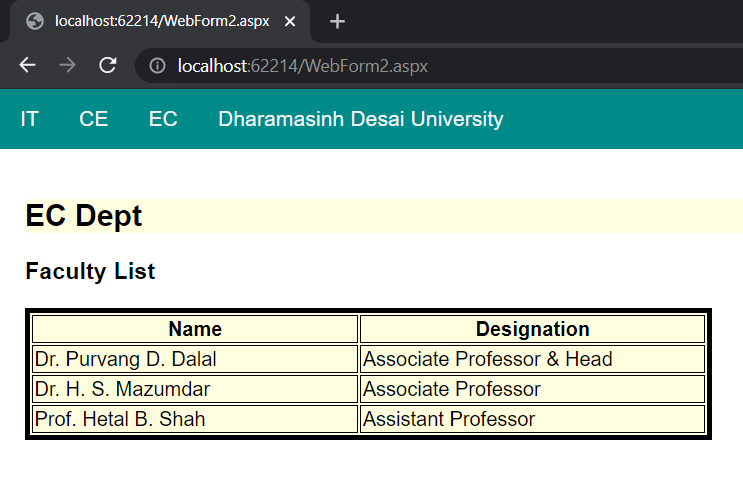 localhost:62214/WebForm2.aspx
localhost:62214/WebForm2.aspx
IT CE EC Dharamasinh Desai University
EC Dept
Faculty List
Name Designation
Dr. Purvang D. Dalal Associate Professor & Head
Dr. H. S. Mazumdar Associate Professor
Prof. Hetal B. Shah Assistant Professor